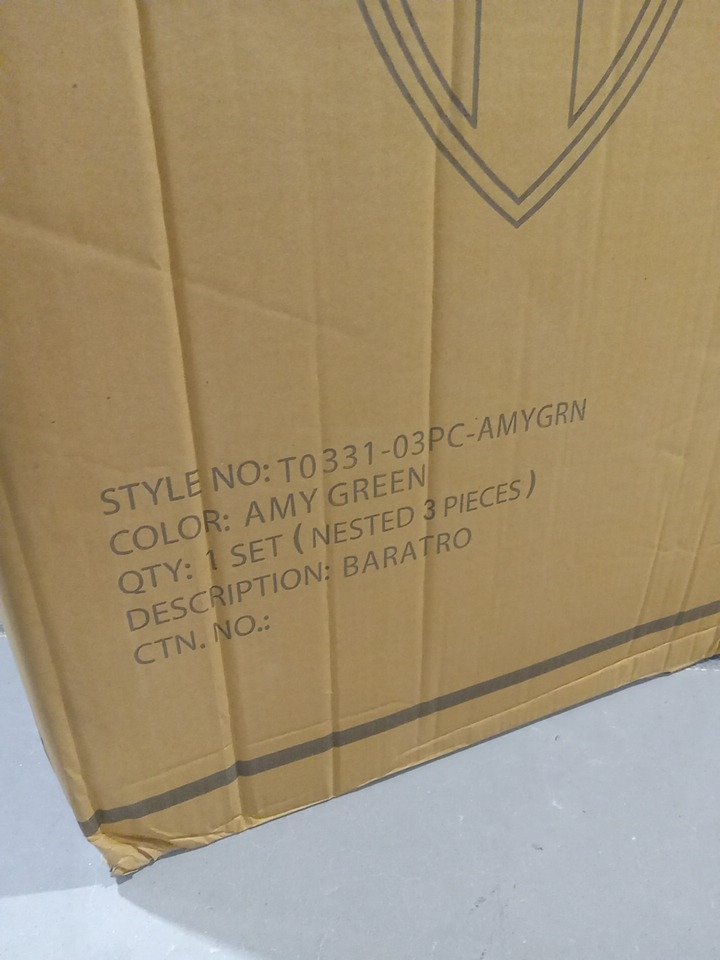 STYLE NO: T0331-03PC-AMYGRN
COLOR: AMY GREEN
QTY: 1 SET (NESTED 3 PIECES)
DESCRIPTION: BARATRO
CTN. NO.: